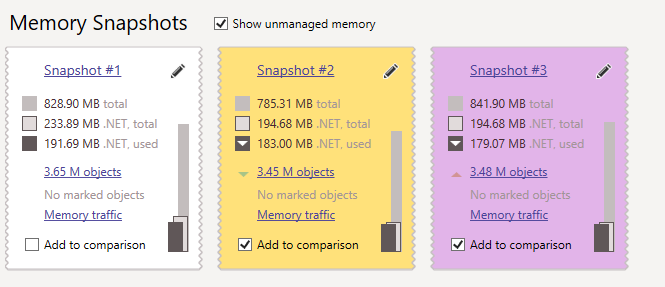 Memory Snapshots
Show unmanaged memory
Snapshot #1
828.90 MB total
233.89 MB .NET, total
191.69 MB .NET, used
3.65 M objects
No marked objects
Memory traffic
Add to comparison
Snapshot #2
785.31 MB total
194.68 MB .NET, total
183.00 MB .NET, used
3.45 M objects
No marked objects
Memory traffic
Add to comparison
Snapshot #3
841.90 MB total
194.68 MB .NET, total
179.07 MB .NET, used
3.48 M objects
No marked objects
Memory traffic
Add to comparison